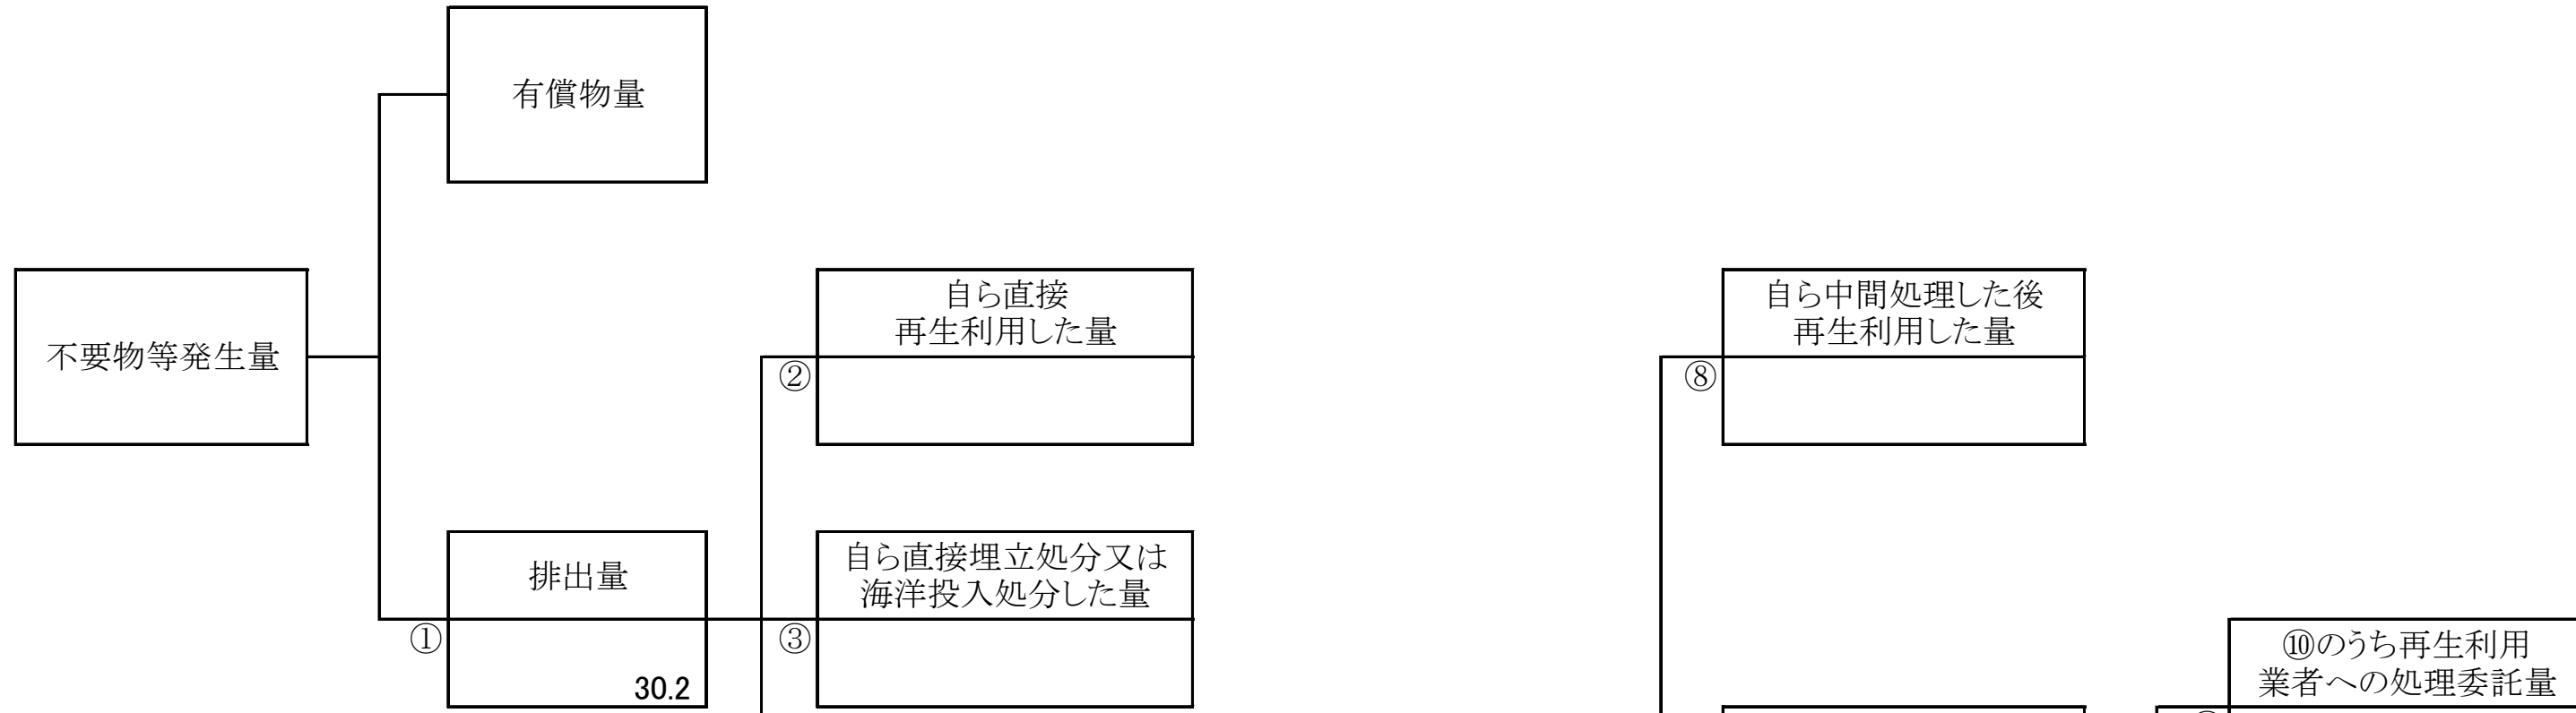 有償物量
不要物等発生量
自ら直接
再生利用した量
②
自ら中間処理した後
再生利用した量
⑧
排出量
①
30.2
自ら直接埋立処分又は
海洋投入処分した量
③
⑩のうち再生利用
業者への処理委託量